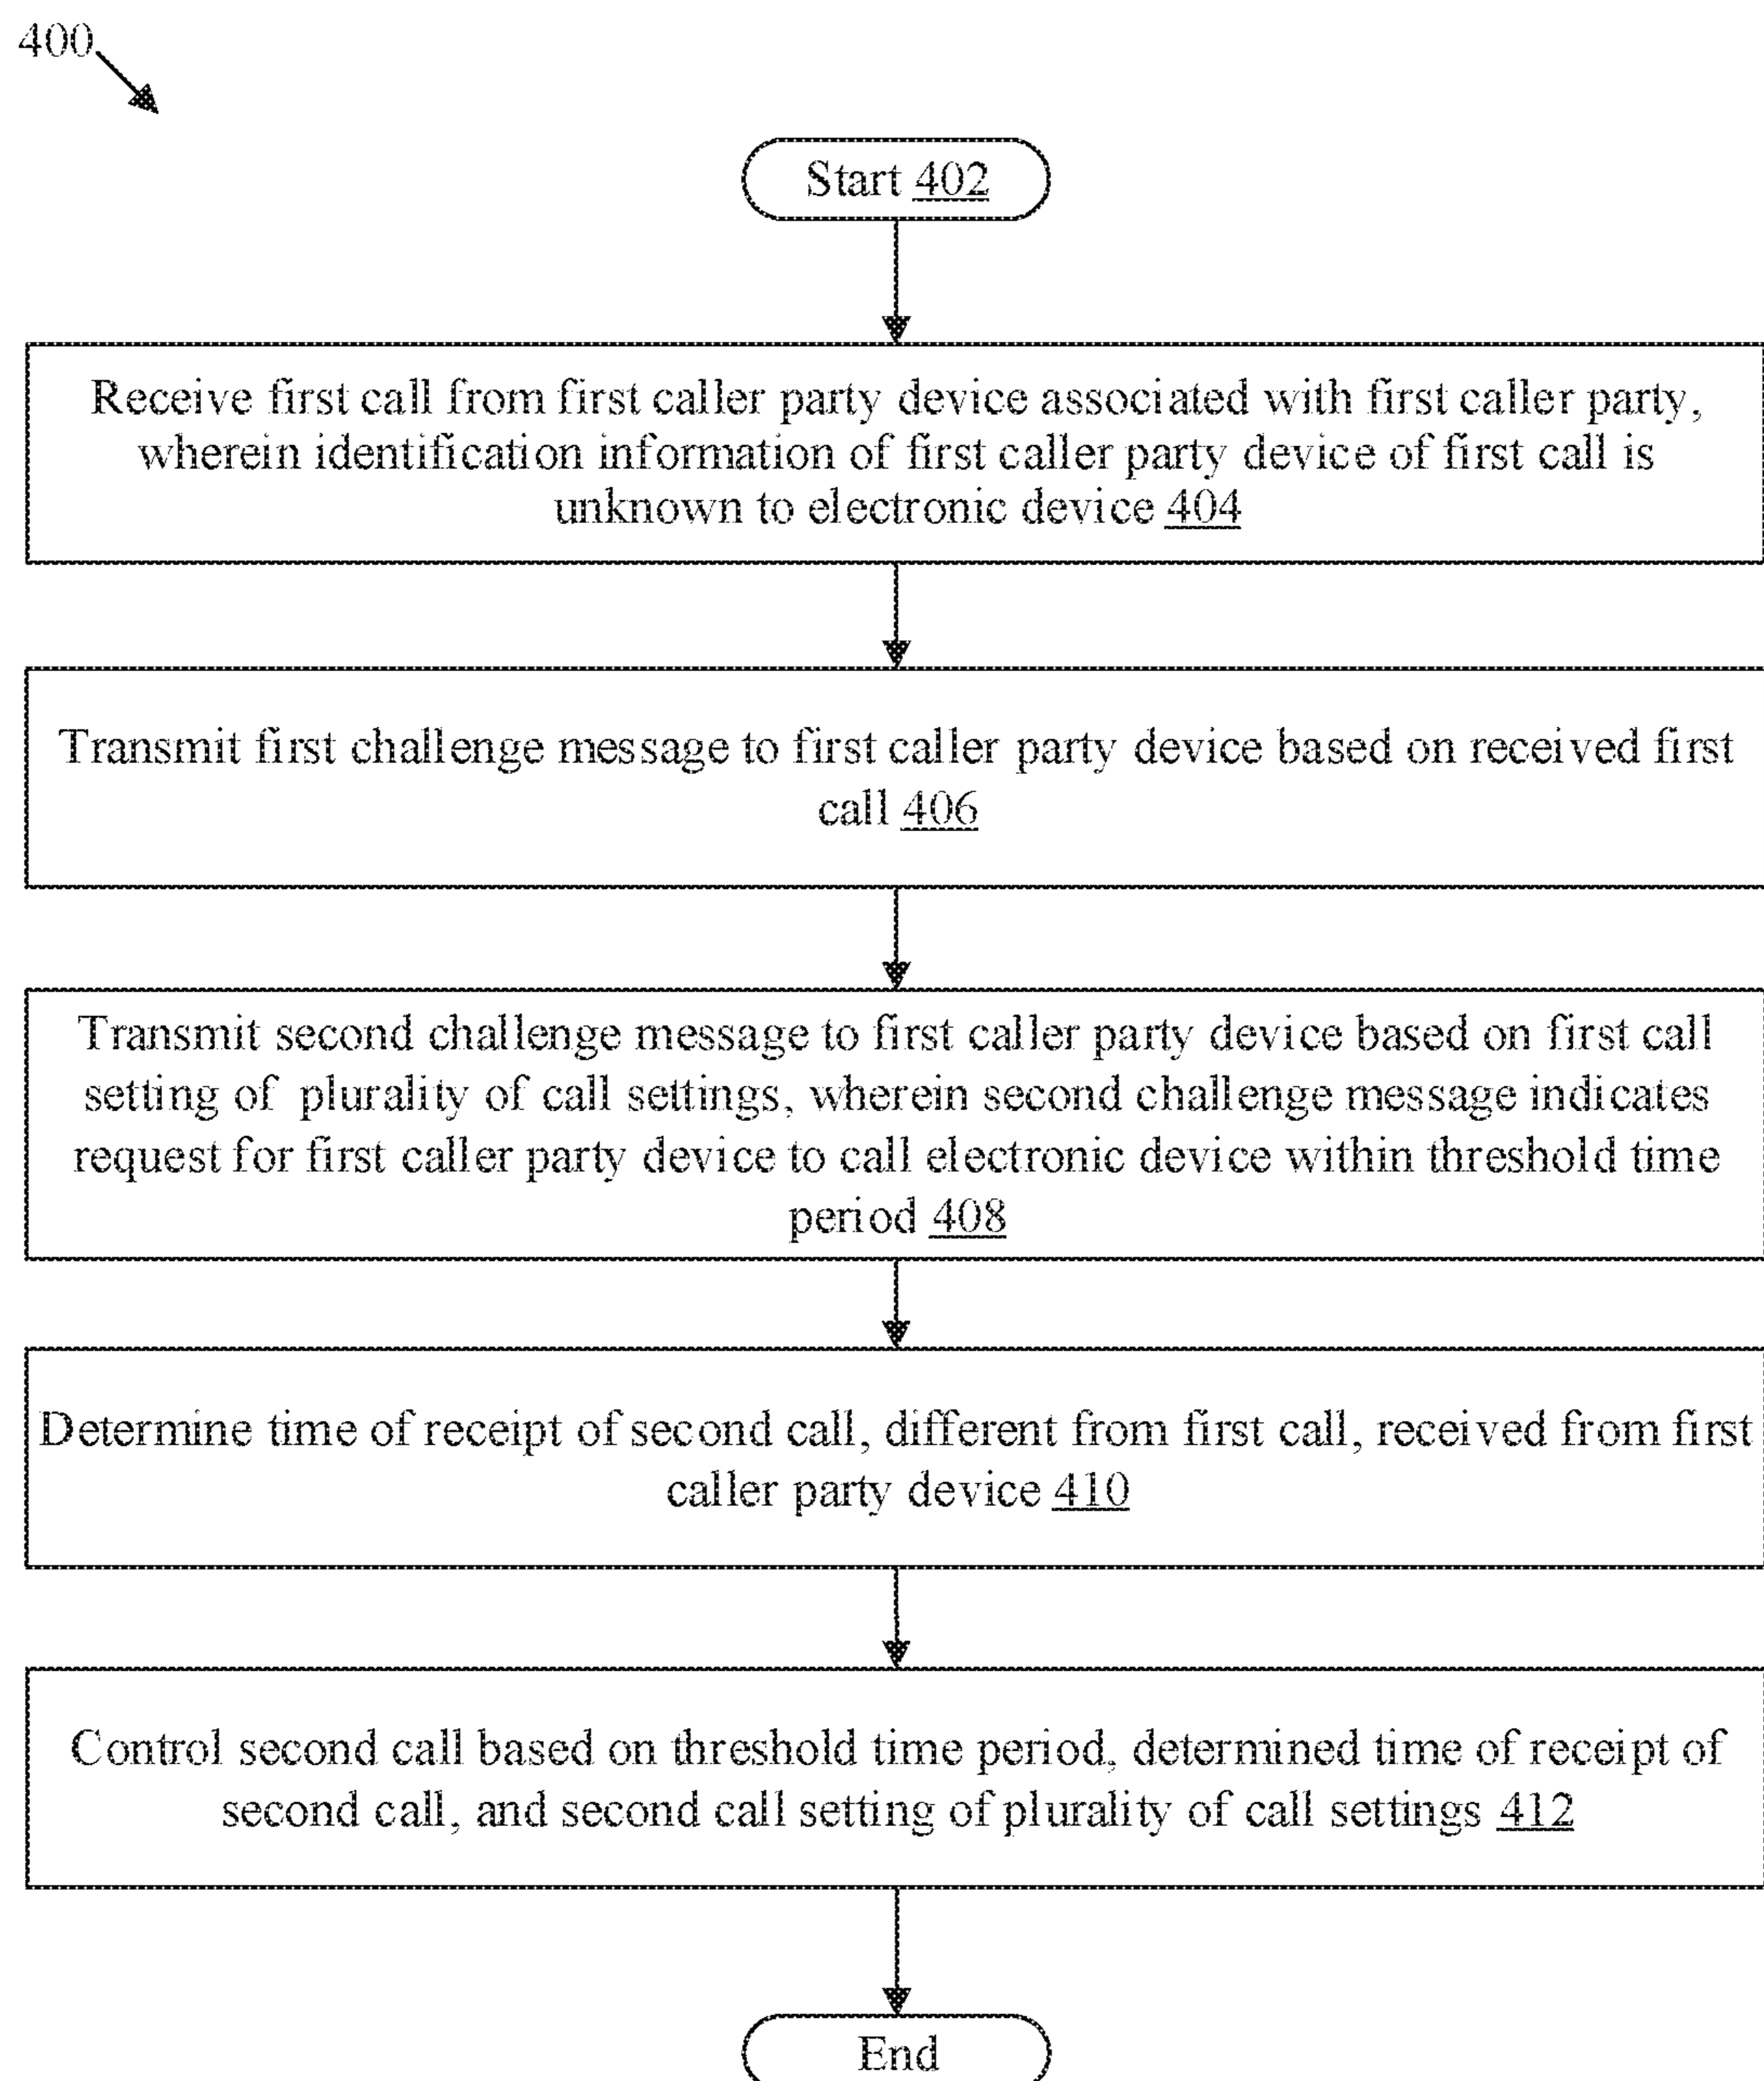 400
Start 402
Receive first call from first caller party device associated with first caller party,
wherein identification information of first caller party device of first call is
unknown to electronic device 404
Transmit first challenge message to first caller party device based on received first
call 406
Transmit second challenge message to first caller party device based on first call
setting of plurality of call settings, wherein second challenge message indicates
request for first caller party device to call electronic device within threshold time
period 408
Determine time of receipt of second call, different from first call, received from first
caller party device 410
Control second call based on threshold time period, determined time of receipt of
second call, and second call setting of plurality of call settings 412
End